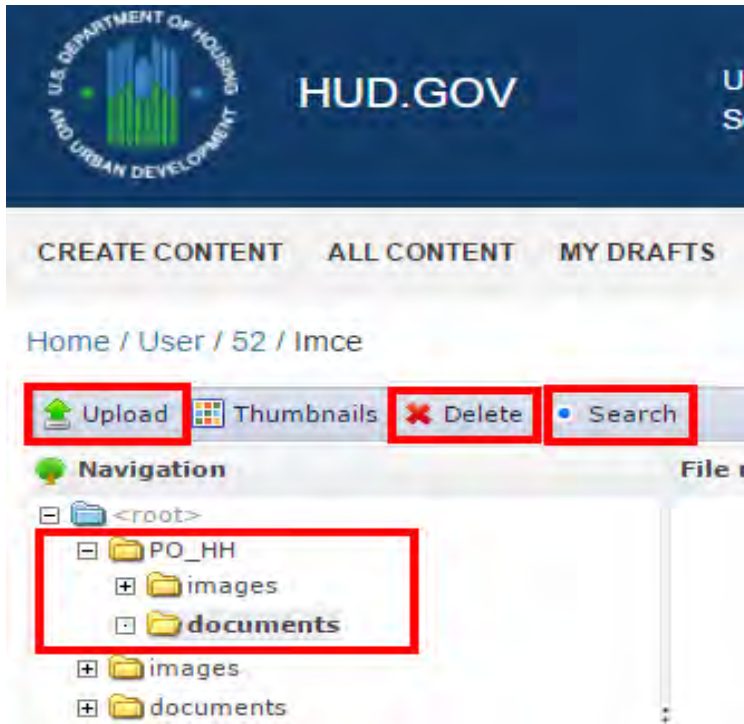 U.S. DEPARTMENT OF HOUSING
AND URBAN DEVELOPMENT
HUD.GOV
CREATE CONTENT ALL CONTENT MY DRAFTS
Home / User / 52 / Imce
Upload Thumbnails Delete Search
Navigation File
<root>
PO_HH
images
documents
images
documents